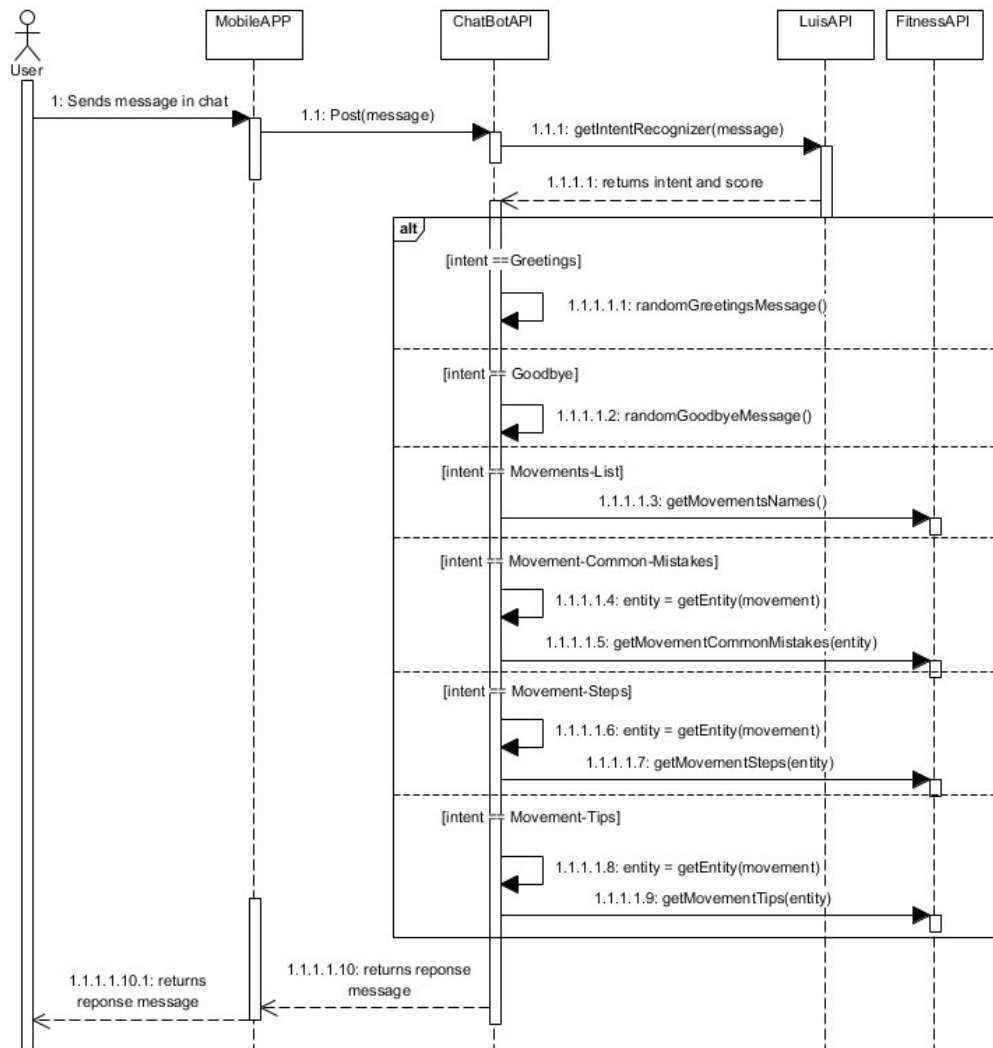 MobileAPP
ChatBotAPI
LuisAPI
FitnessAPI
User
1: Sends message in chat
1.1: Post(message)
1.1.1: getIntentRecognizer(message)
1.1.1.1: returns intent and score
alt
[intent ==Greetings]
1.1.1.1.1: randomGreetingsMessage()
[intent == Goodbye]
1.1.1.1.2: randomGoodbyeMessage()
[intent == Movements-List]
1.1.1.1.3: getMovementsNames()
[intent == Movement-Common-Mistakes]
1.1.1.1.4: entity = getEntity(movement)
1.1.1.1.5: getMovementCommonMistakes(entity)
[intent == Movement-Steps]
1.1.1.1.6: entity = getEntity(movement)
1.1.1.1.7: getMovementSteps(entity)
[intent == Movement-Tips]
1.1.1.1.8: entity = getEntity(movement)
1.1.1.1.9: getMovementTips(entity)
1.1.1.1.10: returns reponse
message
1.1.1.1.10.1: returns
reponse message